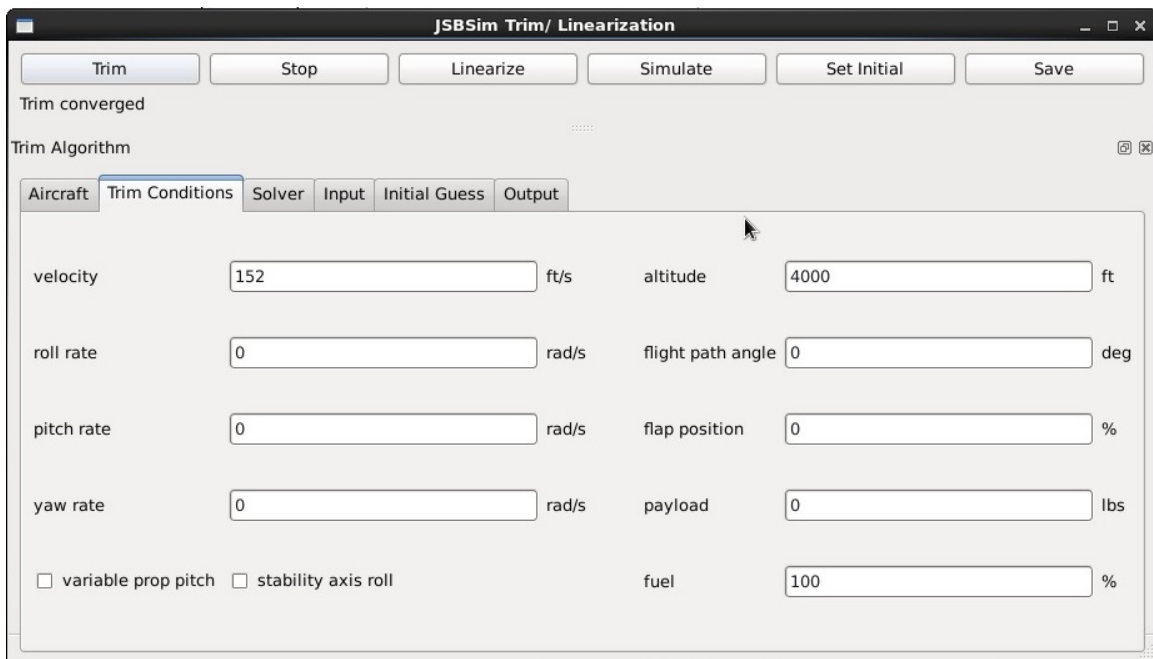 JSBSim Trim/ Linearization
Trim Stop Linearize Simulate Set Initial Save
Trim converged
Trim Algorithm
Aircraft Trim Conditions Solver Input Initial Guess Output
velocity 152 ft/s altitude 4000 ft
roll rate 0 rad/s flight path angle 0 deg
pitch rate 0 rad/s flap position 0 %
yaw rate 0 rad/s payload 0 lbs
variable prop pitch stability axis roll fuel 100 %